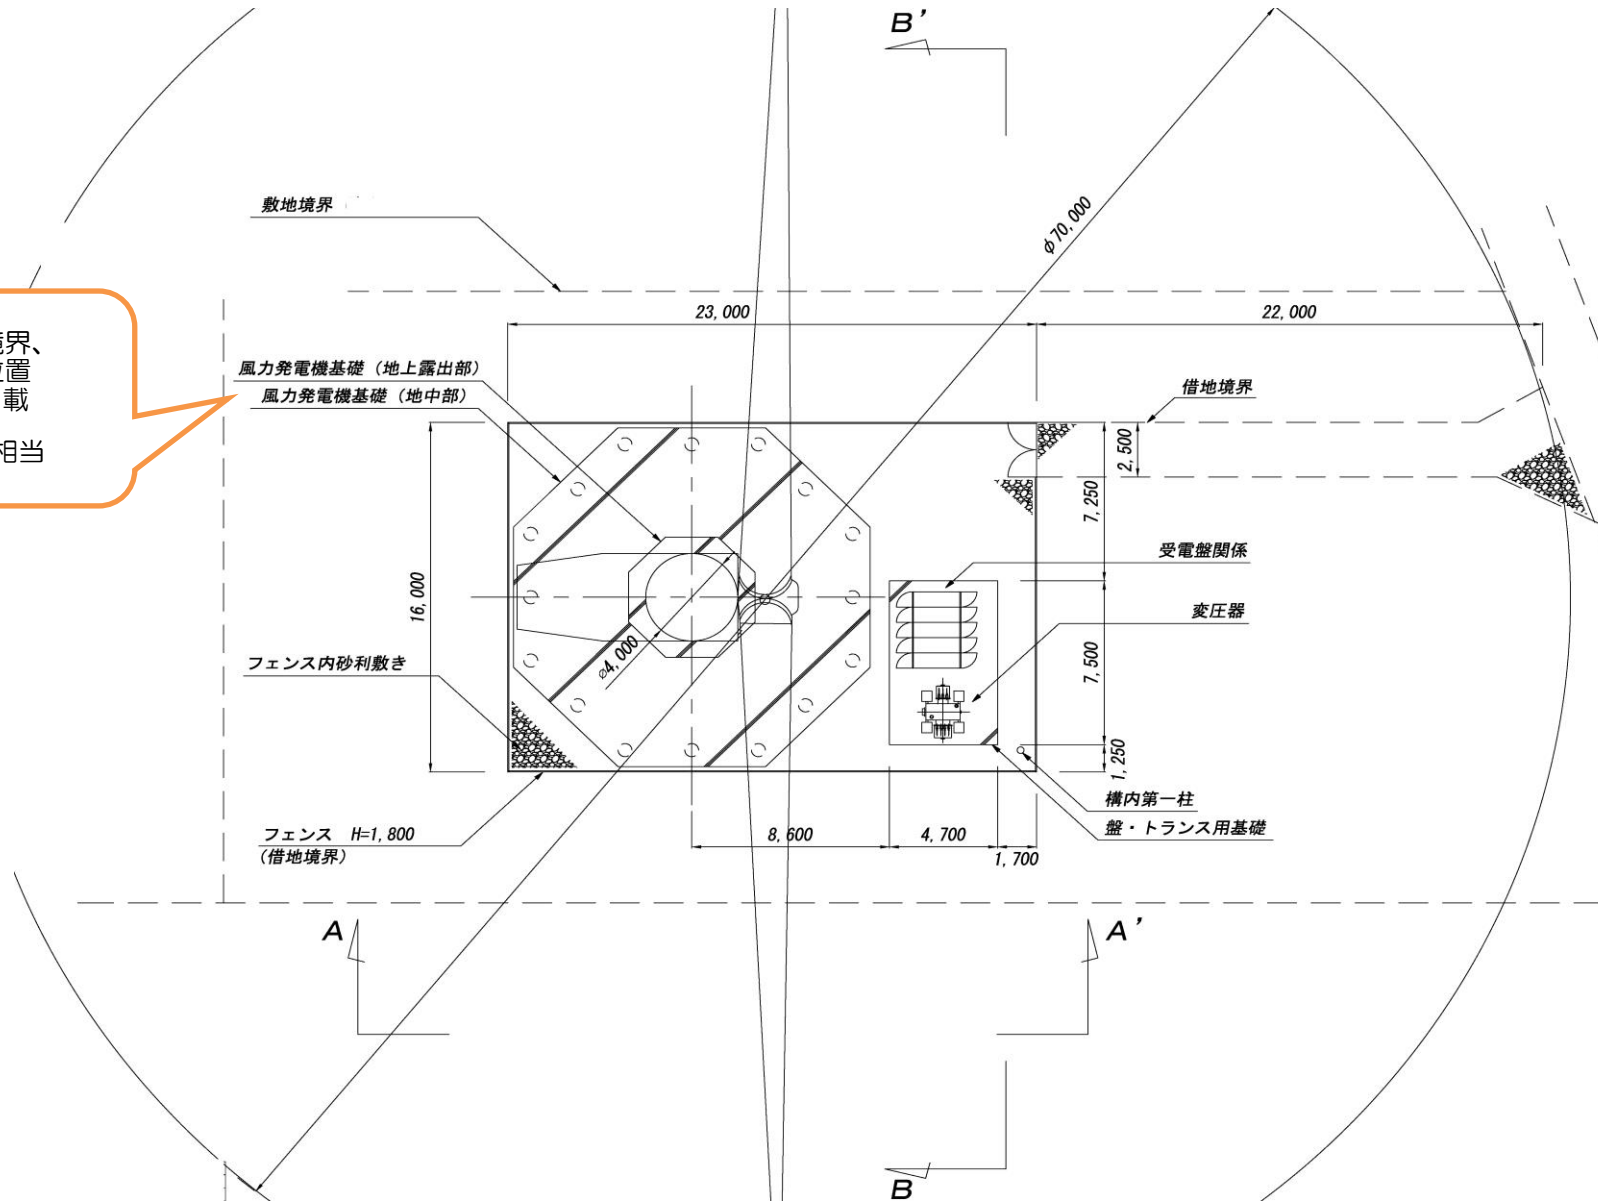 B'
敷地境界
φ70,000
23,000
22,000
境界、
位置
載
相当
風力発電機基礎（地上露出部）
風力発電機基礎（地中部）
借地境界
2,500
7,250
受電盤関係
16,000
変圧器
φ4,000
7,500
フェンス内砂利敷き
1,250
構内第一柱
フェンス H=1,800
（借地境界）
8,600
4,700
盤・トランス用基礎
1,700
A
A'
B